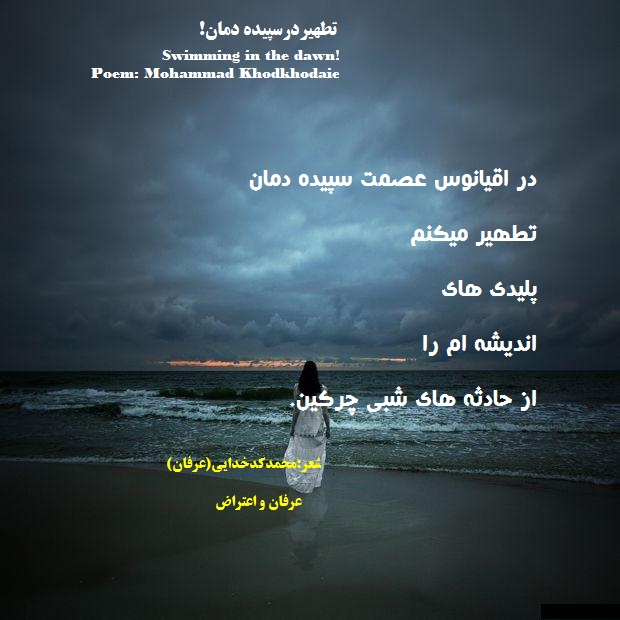 تطهیردرسپیده دمان!
Swimming in the dawn!
Poem: Mohammad Khodkhodaie
در اقیانوس عصمت سپیده دمان
تطهیر میکنم
پلیدی های
اندیشه ام را
از حادثه های شبی چرکین.
شعر:محمدکدخدایی(عرفان)
عرفان و اعتراض